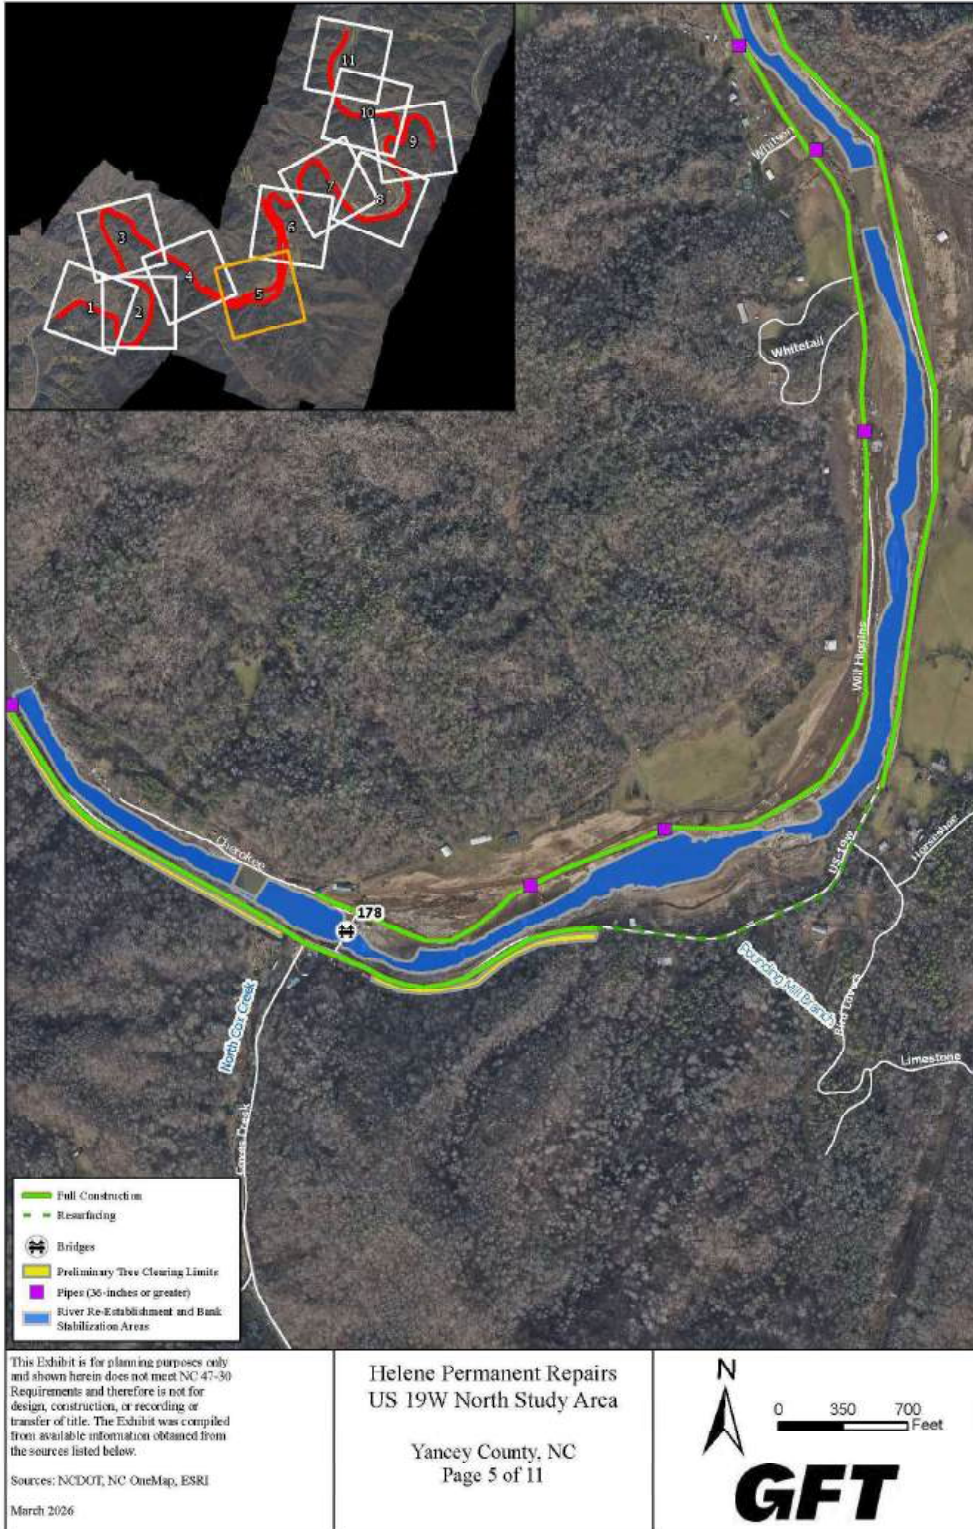 11
10
9
8
7
6
5
4
3
2
1
Whitson
Whitetail
Will Higgins
Cherokee
178
US-19W
Horseshoe
Pounding Mill Branch
Limestone
North Cox Creek
Full Construction
Resurfacing
Bridges
Preliminary Tree Clearing Limits
Pipes (36-inches or greater)
River Re-Establishment and Bank
Stabilization Areas
This Exhibit is for planning purposes only
and shown herein does not meet NC 47-30
Requirements and therefore is not for
design, construction, or recording or
transfer of title. The Exhibit was compiled
from available information obtained from
the sources listed below.
Sources: NCDOT, NC OneMap, ESRI
March 2026
Helene Permanent Repairs
US 19W North Study Area
Yancey County, NC
Page 5 of 11
N
0 350 700
Feet
GFT